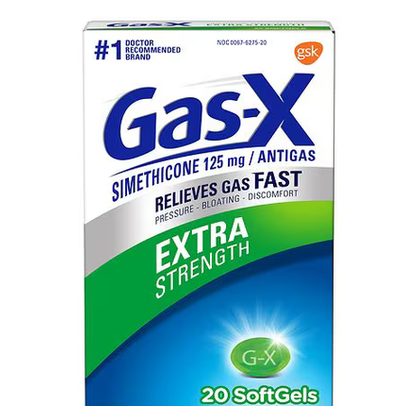 #1 DOCTOR
RECOMMENDED
BRAND
NDC 0067-6275-20
gsk
Gas-X
SIMETHICONE 125 mg / ANTIGAS
RELIEVES GAS FAST
PRESSURE - BLOATING - DISCOMFORT
EXTRA
STRENGTH
G-X
20 SoftGels